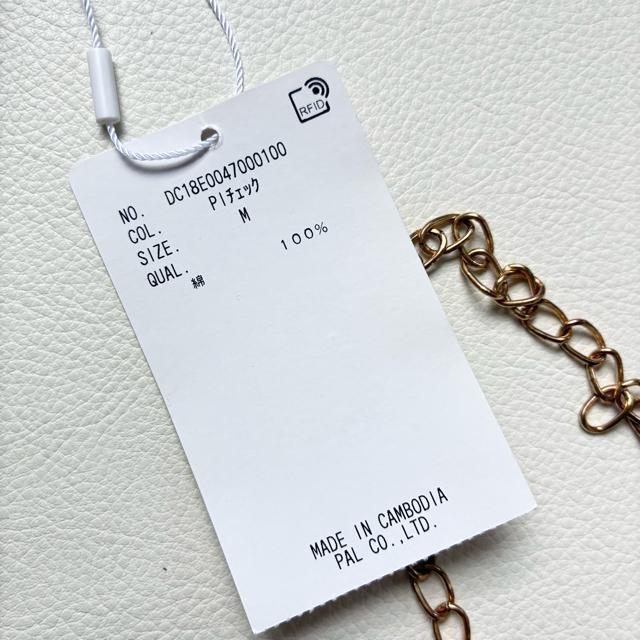 RFID
NO. DC18E0047000100
COL. PIチェック
SIZE. M
QUAL. 100%
綿
MADE IN CAMBODIA
PAL CO.,LTD.